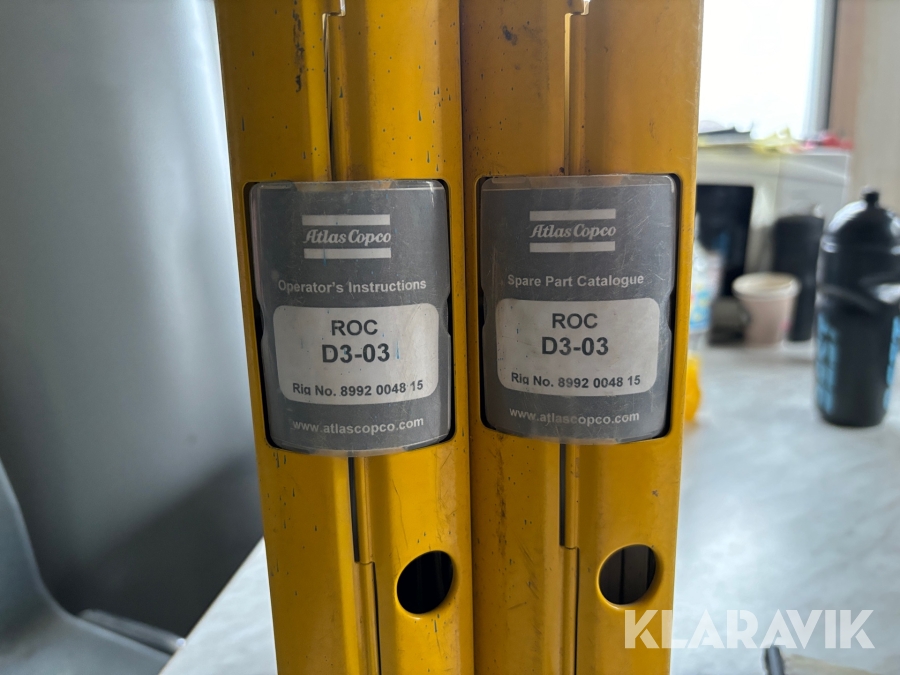 Atlas Copco
Operator's Instructions
ROC
D3-03
Rig No. 8992 0048 15
www.atlascopco.com
Atlas Copco
Spare Part Catalogue
ROC
D3-03
Rig No. 8992 0048 15
www.atlascopco.com
KLARAVIK